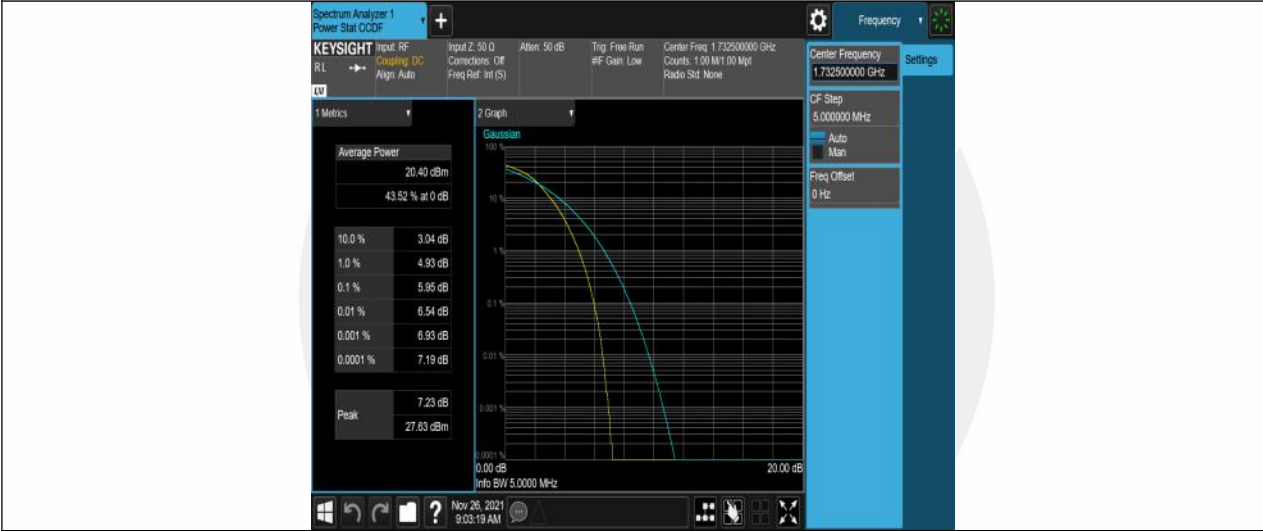 Spectrum Analyzer 1
Power Stat CCDF
+
Frequency
KEYSIGHT
RL
LV
Input: RF
Coupling: DC
Align: Auto
Input Z: 50 Ω
Corrections: Off
Freq Ref: Int (S)
Atten: 50 dB
Trig: Free Run
#IF Gain: Low
Center Freq: 1.732500000 GHz
Counts: 1.00 M/1.00 Mpt
Radio Std: None
Center Frequency
1.732500000 GHz
Settings
CF Step
5.000000 MHz
Auto
Man
Freq Offset
0 Hz
1 Metrics
Average Power
20.40 dBm
43.52 % at 0 dB
10.0 % 3.04 dB
1.0 % 4.93 dB
0.1 % 5.95 dB
0.01 % 6.54 dB
0.001 % 6.93 dB
0.0001 % 7.19 dB
Peak
7.23 dB
27.63 dBm
2 Graph
Gaussian
100 %
10 %
1 %
0.1 %
0.01 %
0.001 %
0.0001 %
0.00 dB 20.00 dB
Info BW 5.0000 MHz
?
Nov 26, 2021
9:03:19 AM